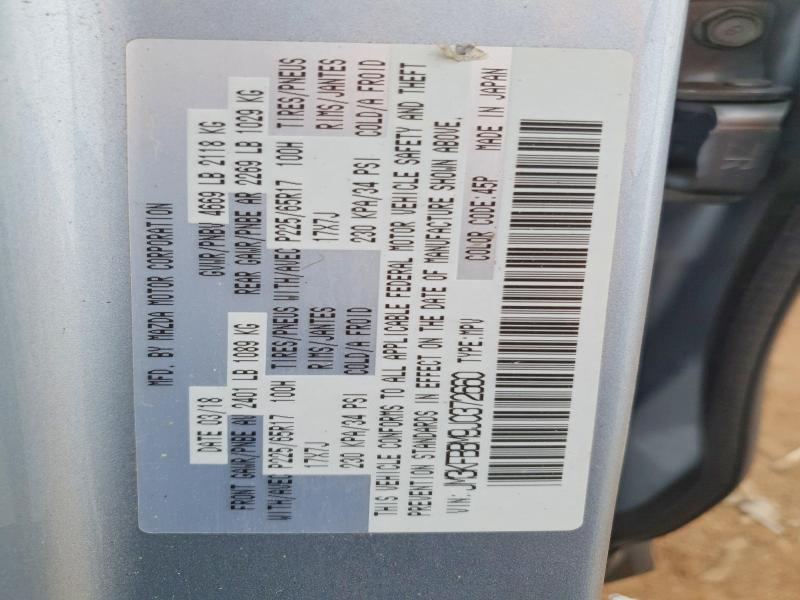 MFD. BY MAZDA MOTOR CORPORATION
DATE 03/18 GVWR/PNBV 4669 LB 2118 KG
FRONT GAWR/PNBE AV 2401 LB 1089 KG REAR GAWR/PNBE AR 2269 LB 1029 KG
WITH/AVEC P225/65R17 100H TIRES/PNEUS WITH/AVEC P225/65R17 100H TIRES/PNEUS
17X7J RIMS/JANTES 17X7J RIMS/JANTES
230 KPA/34 PSI COLD/A FROID 230 KPA/34 PSI COLD/A FROID
THIS VEHICLE CONFORMS TO ALL APPLICABLE FEDERAL MOTOR VEHICLE SAFETY AND THEFT
PREVENTION STANDARDS IN EFFECT ON THE DATE OF MANUFACTURE SHOWN ABOVE.
VIN: JM3KFBBM9J0372660 TYPE:MPV
COLOR CODE:45P MADE IN JAPAN